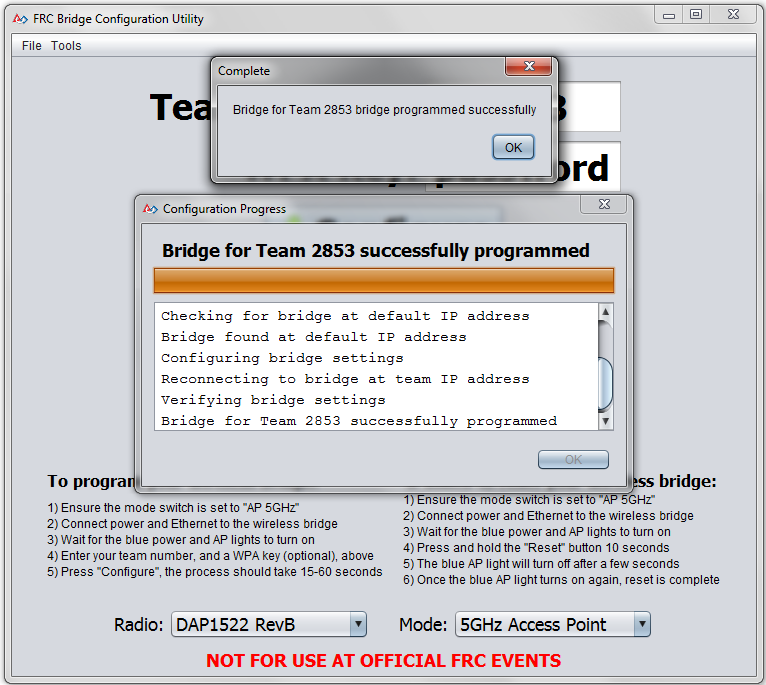 FRC Bridge Configuration Utility
File Tools
Complete
Bridge for Team 2853 bridge programmed successfully
OK
Configuration Progress
Bridge for Team 2853 successfully programmed
Checking for bridge at default IP address
Bridge found at default IP address
Configuring bridge settings
Reconnecting to bridge at team IP address
Verifying bridge settings
Bridge for Team 2853 successfully programmed
OK
To program
bridge:
1) Ensure the mode switch is set to "AP 5GHz"
2) Connect power and Ethernet to the wireless bridge
3) Wait for the blue power and AP lights to turn on
4) Enter your team number, and a WPA key (optional), above
5) Press "Configure", the process should take 15-60 seconds
1) Ensure the mode switch is set to "AP 5GHz"
2) Connect power and Ethernet to the wireless bridge
3) Wait for the blue power and AP lights to turn on
4) Press and hold the "Reset" button 10 seconds
5) The blue AP light will turn off after a few seconds
6) Once the blue AP light turns on again, reset is complete
Radio: DAP1522 RevB
Mode: 5GHz Access Point
NOT FOR USE AT OFFICIAL FRC EVENTS